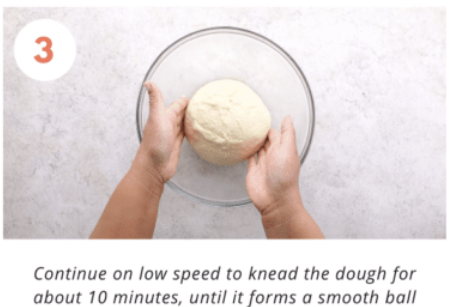 3
Continue on low speed to knead the dough for
about 10 minutes, until it forms a smooth ball